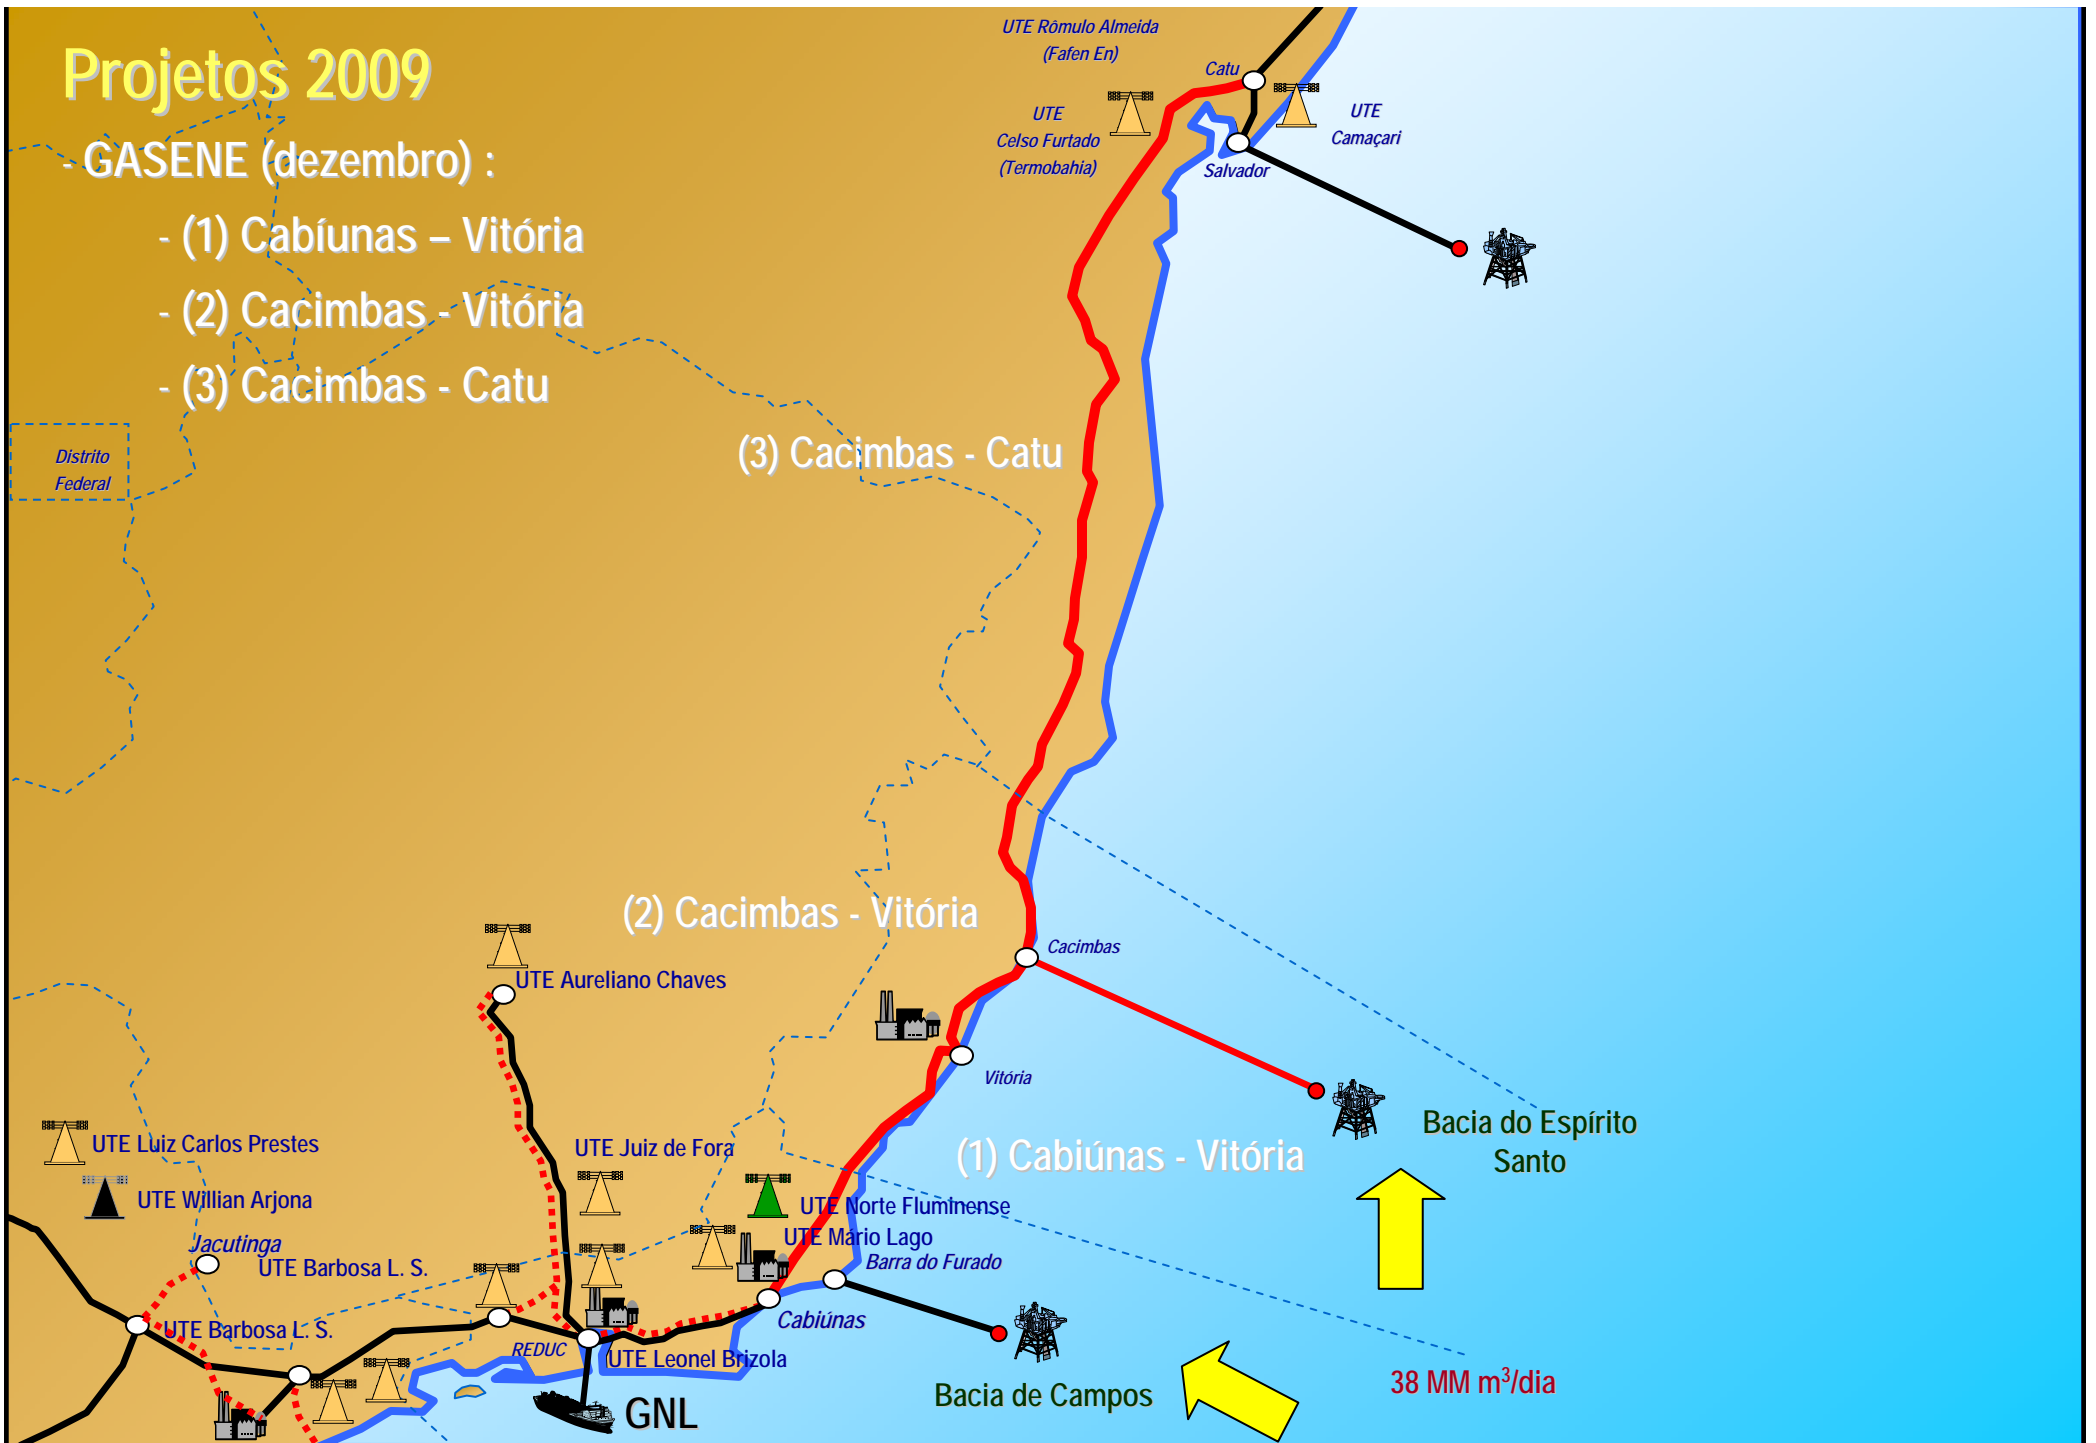 Projetos 2009
- GASENE (dezembro) :
- (1) Cabíunas – Vitória
- (2) Cacimbas - Vitória
- (3) Cacimbas - Catu
UTE Rômulo Almeida
(Fafen En)
Catu
UTE
Celso Furtado
(Termobahia)
UTE
Camaçari
Salvador
Distrito
Federal
(3) Cacimbas - Catu
(2) Cacimbas - Vitória
Cacimbas
UTE Aureliano Chaves
Vitória
Bacia do Espírito
Santo
UTE Luiz Carlos Prestes
UTE Juiz de Fora
(1) Cabiúnas - Vitória
UTE Willian Arjona
UTE Norte Fluminense
Jacutinga
UTE Mário Lago
UTE Barbosa L. S.
Barra do Furado
Cabiúnas
UTE Barbosa L. S.
REDUC
UTE Leonel Brizola
38 MM m³/dia
Bacia de Campos
GNL